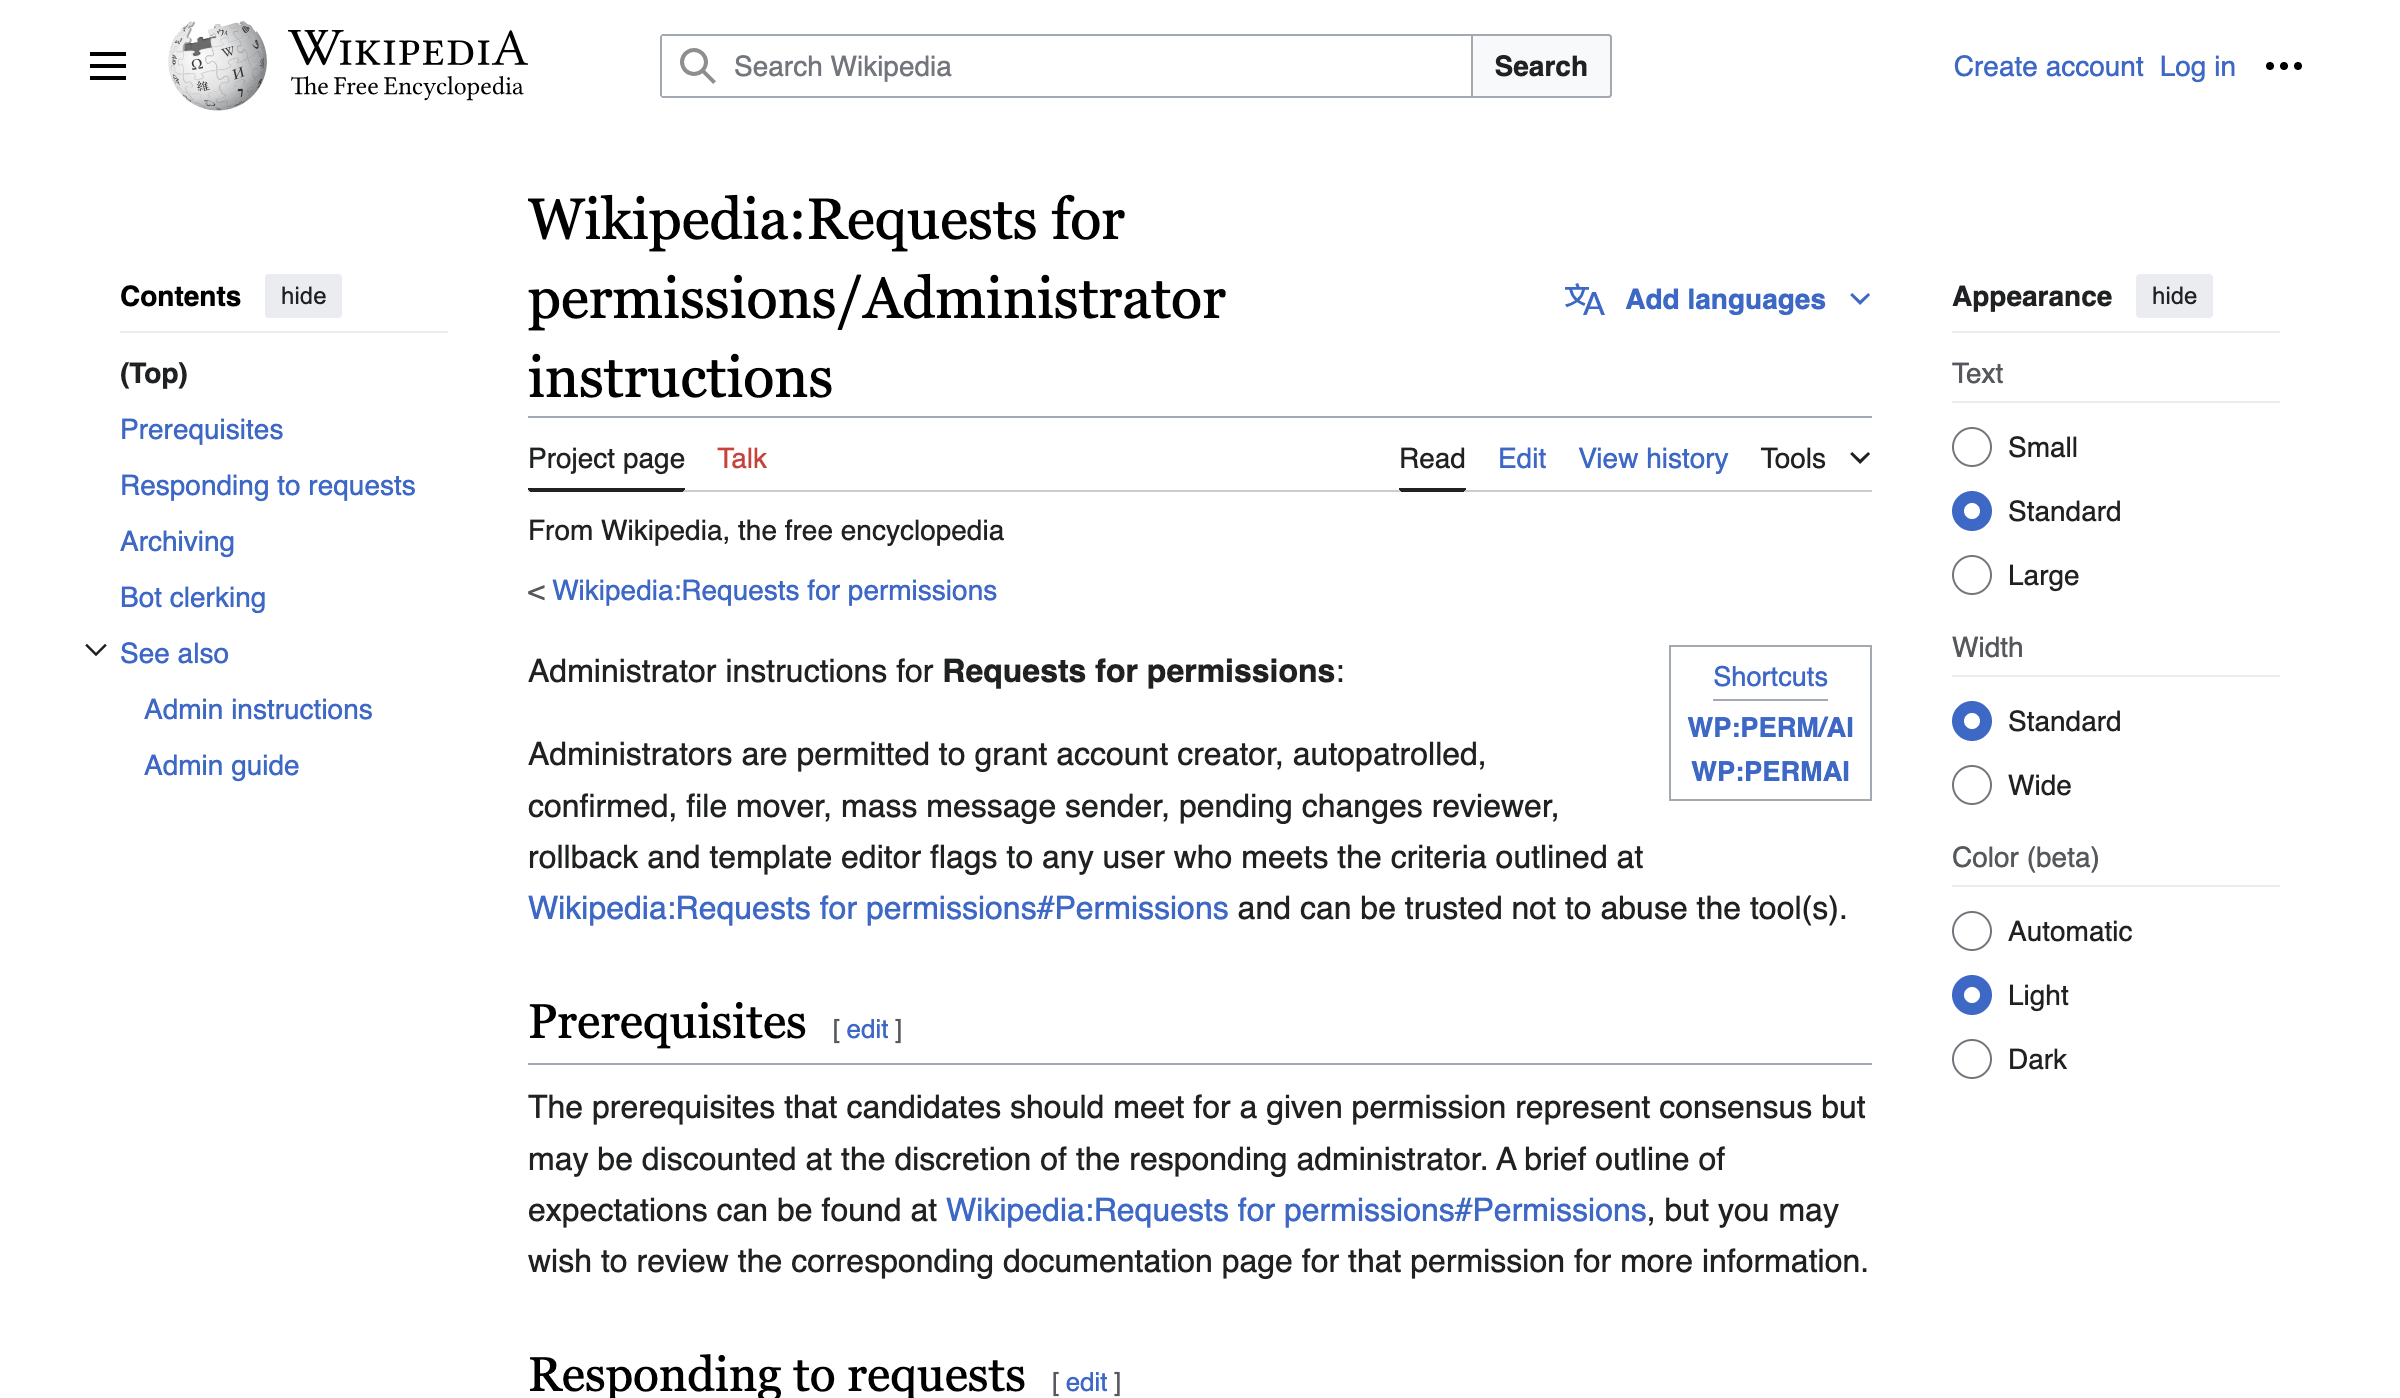 WIKIPEDIA
The Free Encyclopedia
Search Wikipedia
Search
Create account
Log in
Contents
hide
(Top)
Prerequisites
Responding to requests
Archiving
Bot clerking
See also
Admin instructions
Admin guide
Wikipedia:Requests for
permissions/Administrator
instructions
Add languages
Project page
Talk
Read
Edit
View history
Tools
From Wikipedia, the free encyclopedia
< Wikipedia:Requests for permissions
Administrator instructions for Requests for permissions:
Shortcuts
WP:PERM/AI
WP:PERMAI
Administrators are permitted to grant account creator, autopatrolled,
confirmed, file mover, mass message sender, pending changes reviewer,
rollback and template editor flags to any user who meets the criteria outlined at
Wikipedia:Requests for permissions#Permissions and can be trusted not to abuse the tool(s).
Prerequisites [ edit ]
The prerequisites that candidates should meet for a given permission represent consensus but
may be discounted at the discretion of the responding administrator. A brief outline of
expectations can be found at Wikipedia:Requests for permissions#Permissions, but you may
wish to review the corresponding documentation page for that permission for more information.
Responding to requests [ edit ]
Appearance
hide
Text
Small
Standard
Large
Width
Standard
Wide
Color (beta)
Automatic
Light
Dark